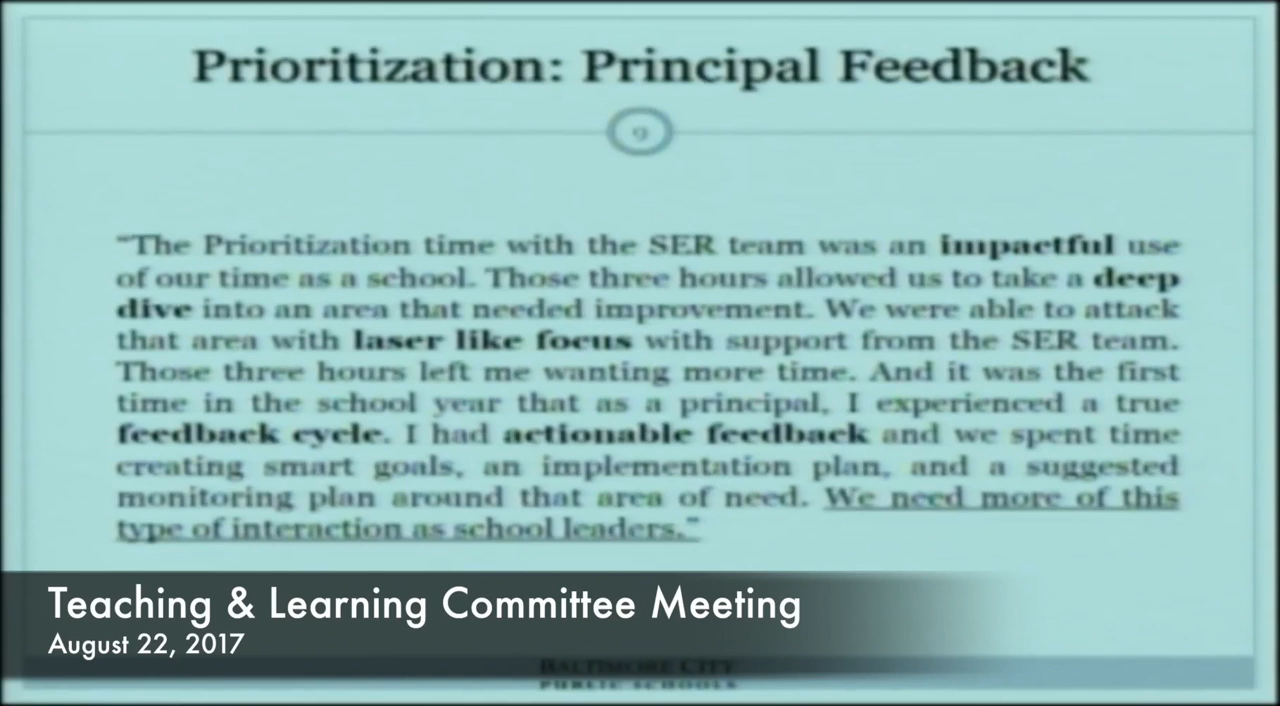 Prioritization: Principal Feedback
9
“The Prioritization time with the SER team was an impactful use
of our time as a school. Those three hours allowed us to take a deep
dive into an area that needed improvement. We were able to attack
that area with laser like focus with support from the SER team.
Those three hours left me wanting more time. And it was the first
time in the school year that as a principal, I experienced a true
feedback cycle. I had actionable feedback and we spent time
creating smart goals, an implementation plan, and a suggested
monitoring plan around that area of need. We need more of this
type of interaction as school leaders.”
Teaching & Learning Committee Meeting
August 22, 2017
BALTIMORE CITY
PUBLIC SCHOOLS